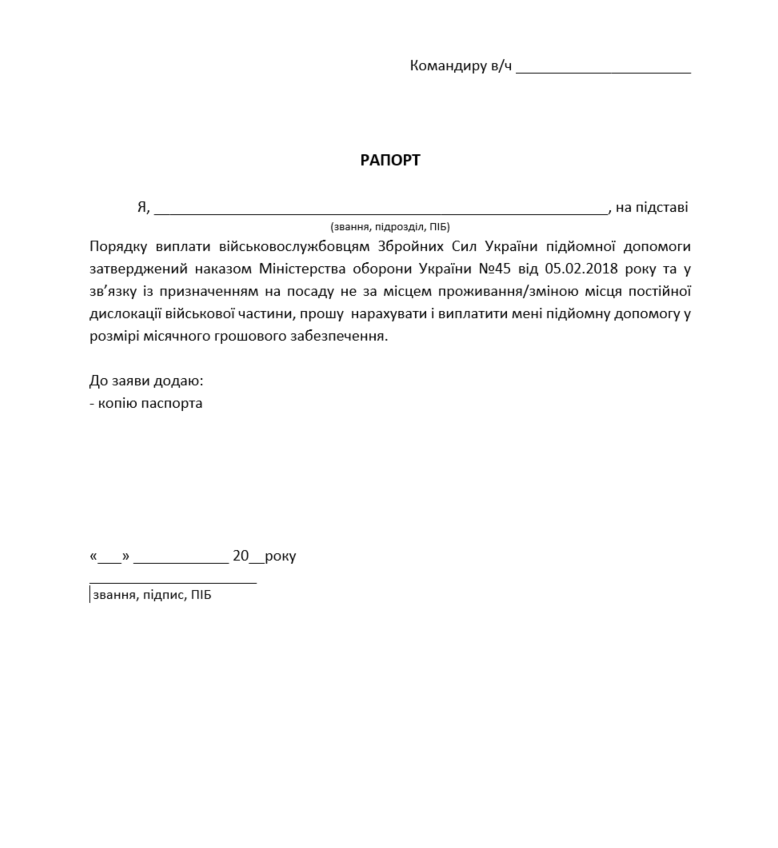 Командиру в/ч ______________________
РАПОРТ
Я, _________________________________________________________, на підставі
(звання, підрозділ, ПІБ)
Порядку виплати військовослужбовцям Збройних Сил України підйомної допомоги
затверджений наказом Міністерства оборони України №45 від 05.02.2018 року та у
зв’язку із призначенням на посаду не за місцем проживання/зміною місця постійної
дислокації військової частини, прошу нарахувати і виплатити мені підйомну допомогу у
розмірі місячного грошового забезпечення.
До заяви додаю:
- копію паспорта
«___» ____________ 20__року
_____________________
звання, підпис, ПІБ